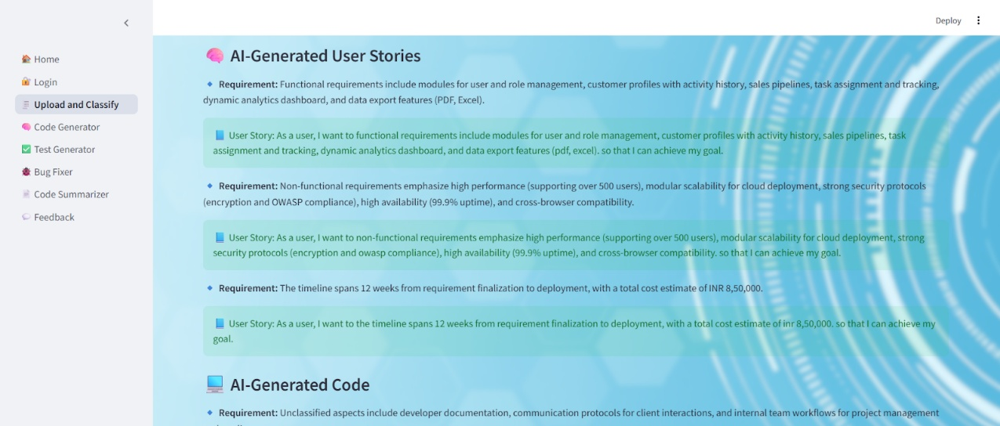 Deploy
Home
Login
Upload and Classify
Code Generator
Test Generator
Bug Fixer
Code Summarizer
Feedback
AI-Generated User Stories
Requirement: Functional requirements include modules for user and role management, customer profiles with activity history, sales pipelines, task assignment and tracking,
dynamic analytics dashboard, and data export features (PDF, Excel).
User Story: As a user, I want to functional requirements include modules for user and role management, customer profiles with activity history, sales pipelines, task
assignment and tracking, dynamic analytics dashboard, and data export features (pdf, excel). so that I can achieve my goal.
Requirement: Non-functional requirements emphasize high performance (supporting over 500 users), modular scalability for cloud deployment, strong security protocols
(encryption and OWASP compliance), high availability (99.9% uptime), and cross-browser compatibility.
User Story: As a user, I want to non-functional requirements emphasize high performance (supporting over 500 users), modular scalability for cloud deployment, strong
security protocols (encryption and owasp compliance), high availability (99.9% uptime), and cross-browser compatibility. so that I can achieve my goal.
Requirement: The timeline spans 12 weeks from requirement finalization to deployment, with a total cost estimate of INR 8,50,000.
User Story: As a user, I want to the timeline spans 12 weeks from requirement finalization to deployment, with a total cost estimate of inr 8,50,000. so that I can achieve my
goal.
AI-Generated Code
Requirement: Unclassified aspects include developer documentation, communication protocols for client interactions, and internal team workflows for project management